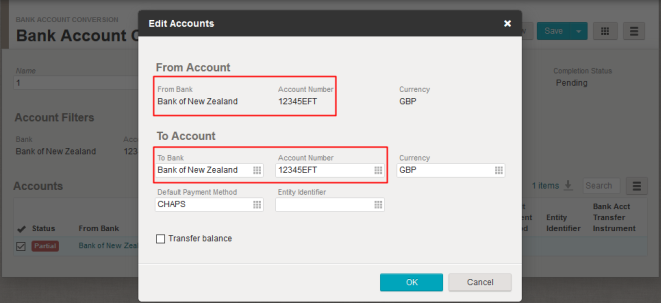 BANK ACCOUNT CONVERSION
Bank Account C
Edit Accounts
Save
Name
1
Completion Status
Pending
From Account
From Bank Account Number Currency
Bank of New Zealand 12345EFT GBP
Account Filters
Bank Ac
Bank of New Zealand 123
To Account
To Bank Account Number Currency
Bank of New Zealand 12345EFT GBP
Default Payment Method Entity Identifier
CHAPS
Accounts
1 items Search
Status From Bank
Entity Identifier
Bank Acct Transfer Instrument
Partial Bank of New Zea
Transfer balance
OK Cancel